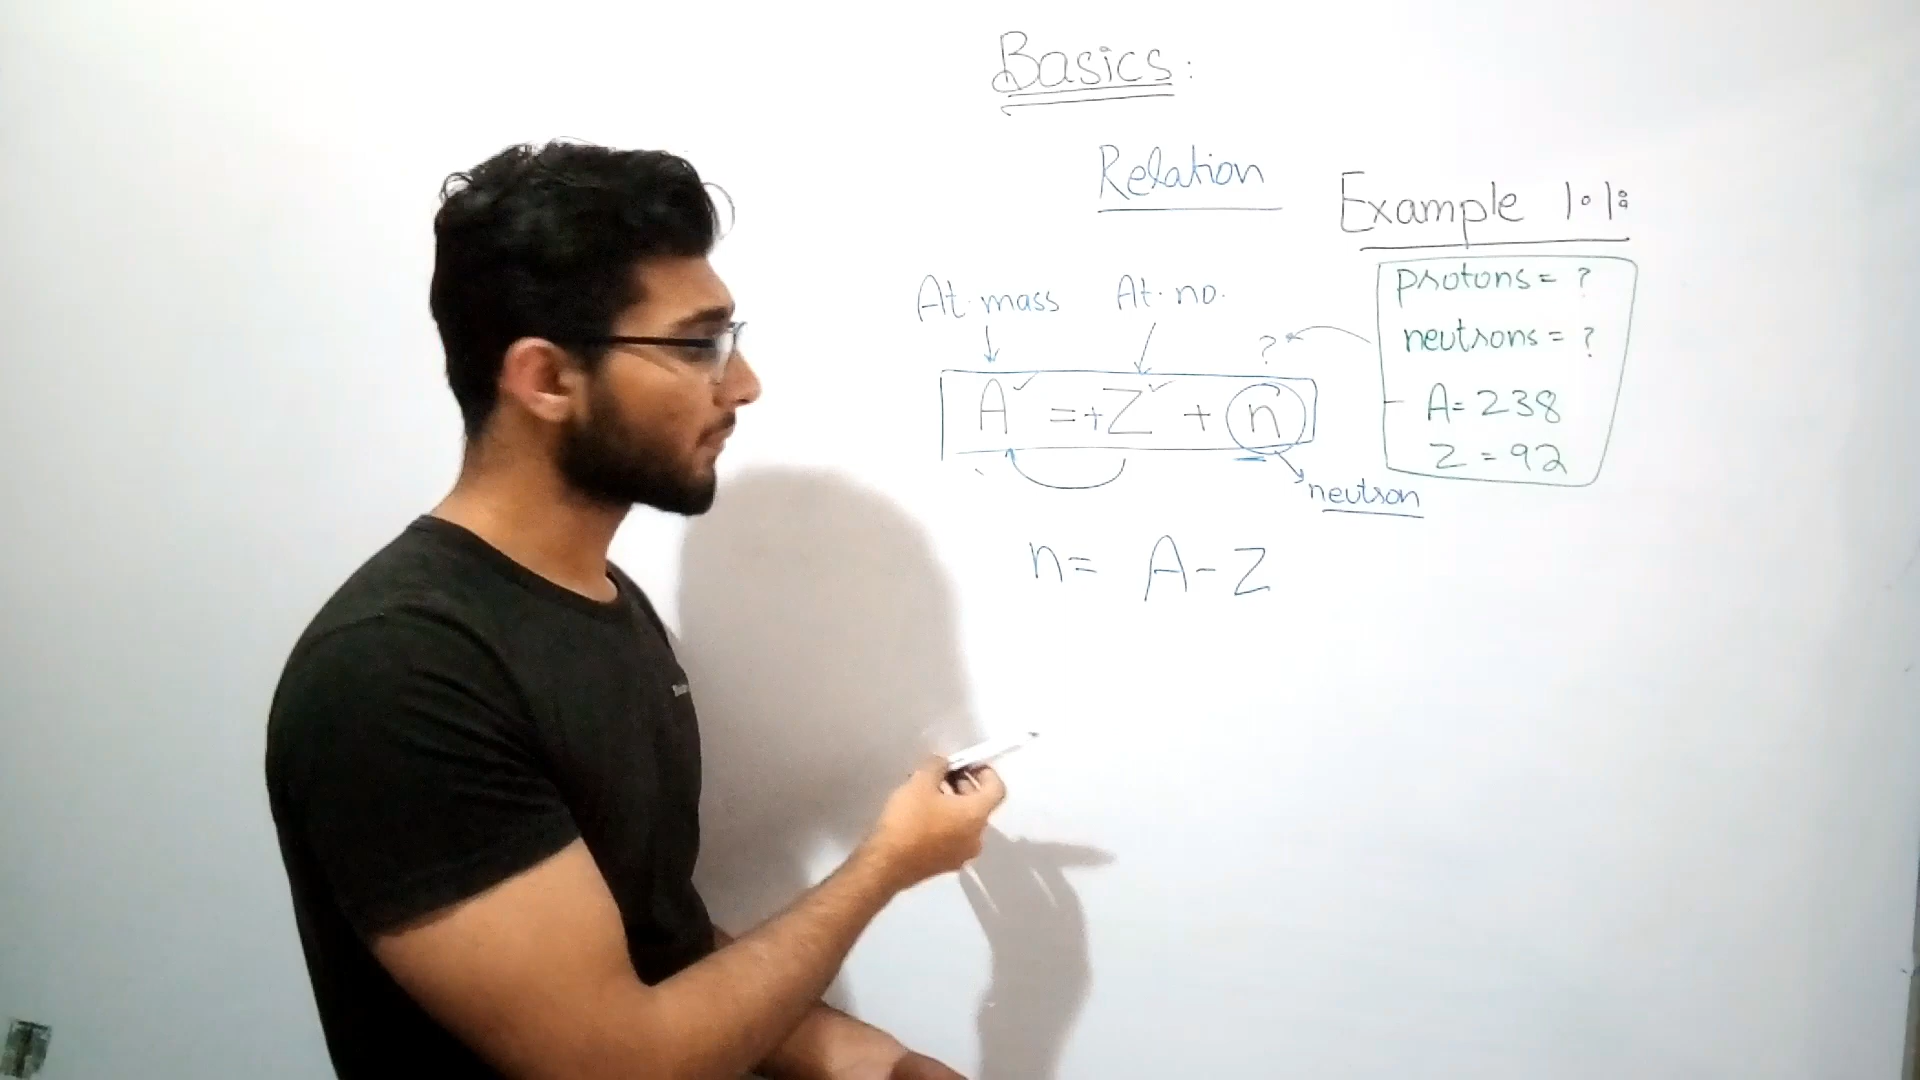 Basics:
Relation
At. mass
At. no.
?
A = + Z + n
neutron
n = A - Z
Example 1.1:
protons = ?
neutrons = ?
A = 238
Z = 92